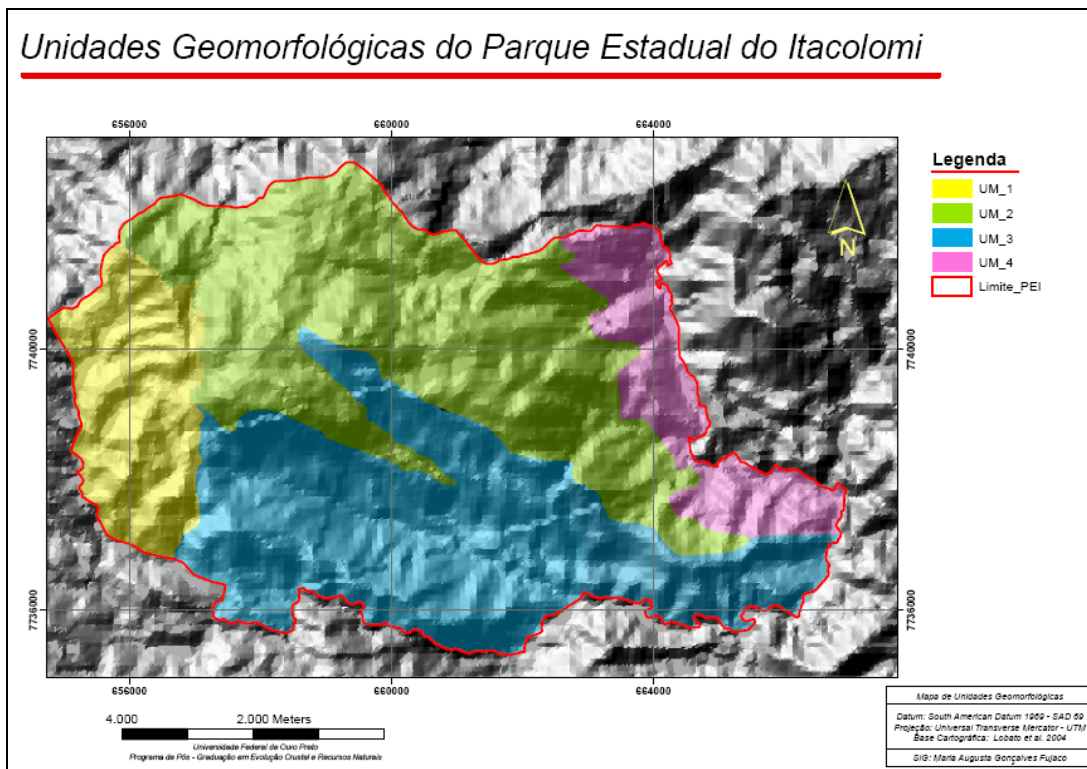 Unidades Geomorfológicas do Parque Estadual do Itacolomi
656000 660000 664000
Legenda
UM_1
UM_2
UM_3
UM_4
Limite_PEI
N
7740000 7740000
7736000 7736000
656000 660000 664000
4.000 2.000 Meters
Universidade Federal de Ouro Preto
Programa de Pós - Graduação em Evolução Crustal e Recursos Naturais
Mapa de Unidades Geomorfológicas
Datum: South American Datum 1969 - SAD 69
Projeção: Universal Transverse Mercator - UTM
Base Cartográfica: Lobato et al. 2004
SIG: Maria Augusta Gonçalves Fujaco